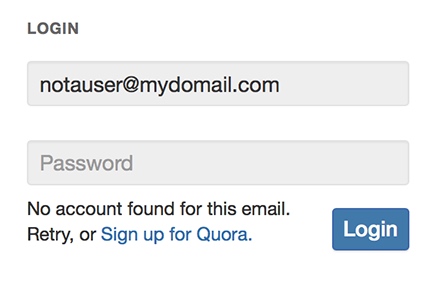 LOGIN
notauser@mydomail.com
Password
No account found for this email.
Retry, or Sign up for Quora.
Login